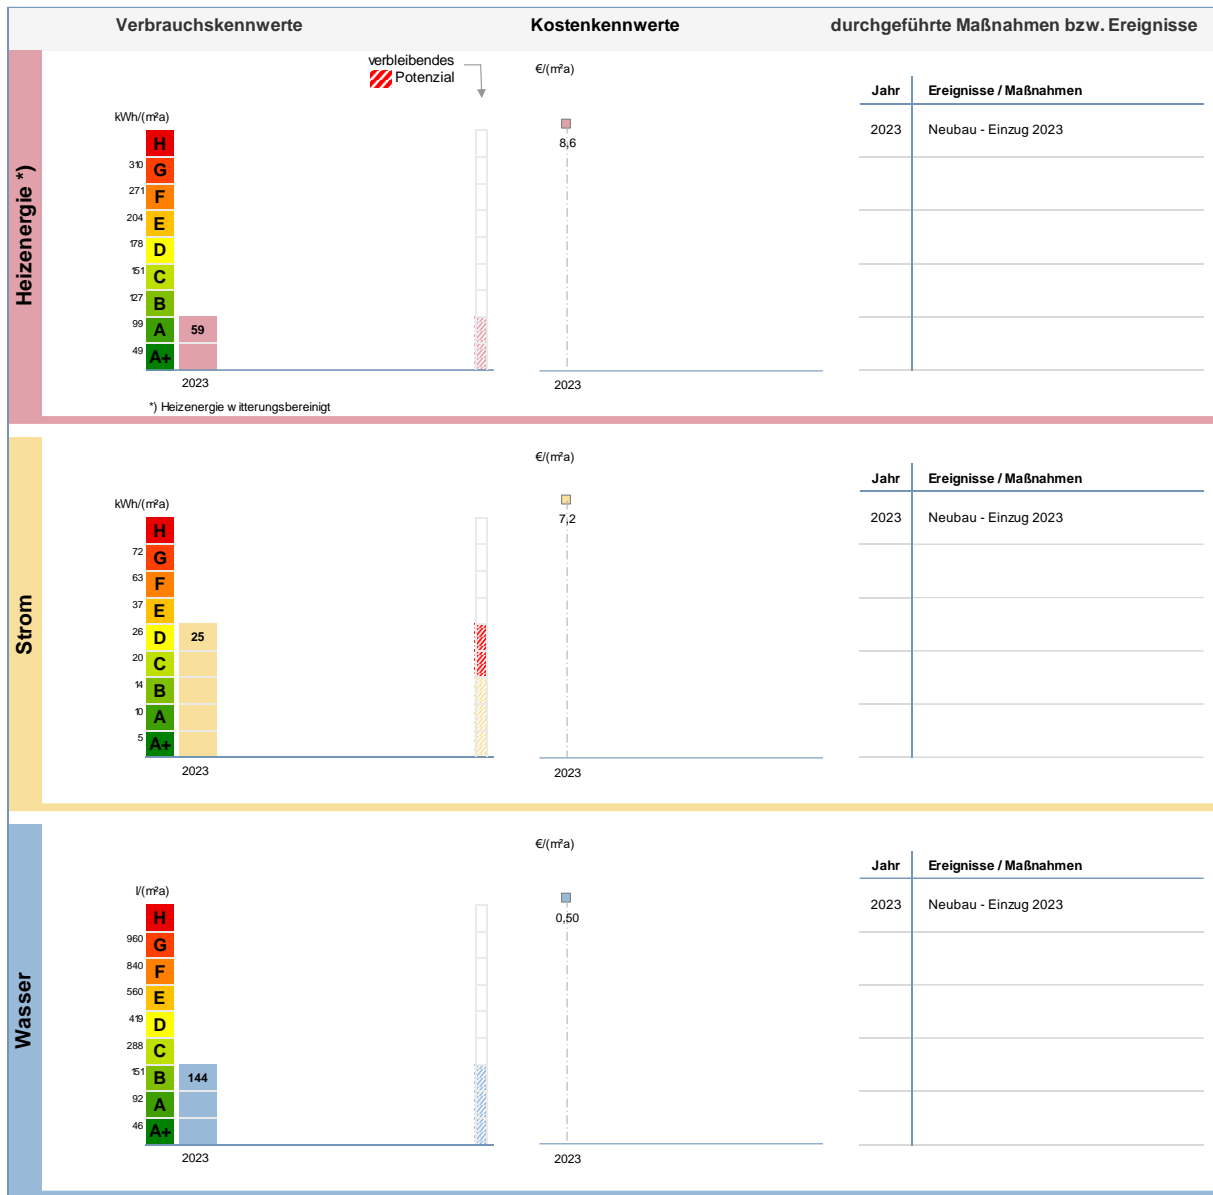 Verbrauchskennwerte
Kostenkennwerte
durchgeführte Maßnahmen bzw. Ereignisse
Heizenergie *)
verbleibendes
Potenzial
kWh/(m²a)
H
310
G
271
F
204
E
178
D
151
C
127
B
99
A
59
49
A+
2023
*) Heizenergie witterungsbereinigt
€/(m²a)
8,6
2023
Jahr Ereignisse / Maßnahmen
2023 Neubau - Einzug 2023
Strom
kWh/(m²a)
H
72
G
63
F
37
E
26
D
25
20
C
14
B
10
A
5
A+
2023
€/(m²a)
7,2
2023
Jahr Ereignisse / Maßnahmen
2023 Neubau - Einzug 2023
Wasser
l/(m²a)
H
960
G
840
F
560
E
419
D
288
C
151
B
144
92
A
46
A+
2023
€/(m²a)
0,50
2023
Jahr Ereignisse / Maßnahmen
2023 Neubau - Einzug 2023